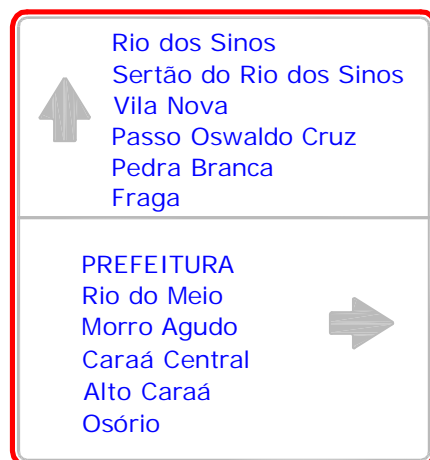 Rio dos Sinos
Sertão do Rio dos Sinos
Vila Nova
Passo Oswaldo Cruz
Pedra Branca
Fraga
PREFEITURA
Rio do Meio
Morro Agudo
Caraá Central
Alto Caraá
Osório